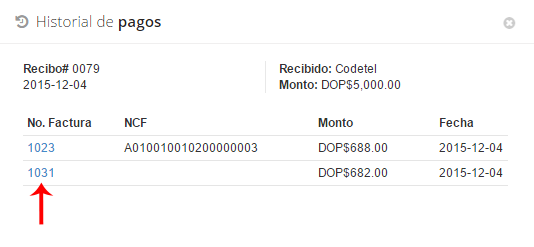 Historial de pagos
Recibo# 0079
2015-12-04
Recibido: Codetel
Monto: DOP$5,000.00
No. Factura NCF Monto Fecha
1023 A010010010200000003 DOP$688.00 2015-12-04
1031 DOP$682.00 2015-12-04